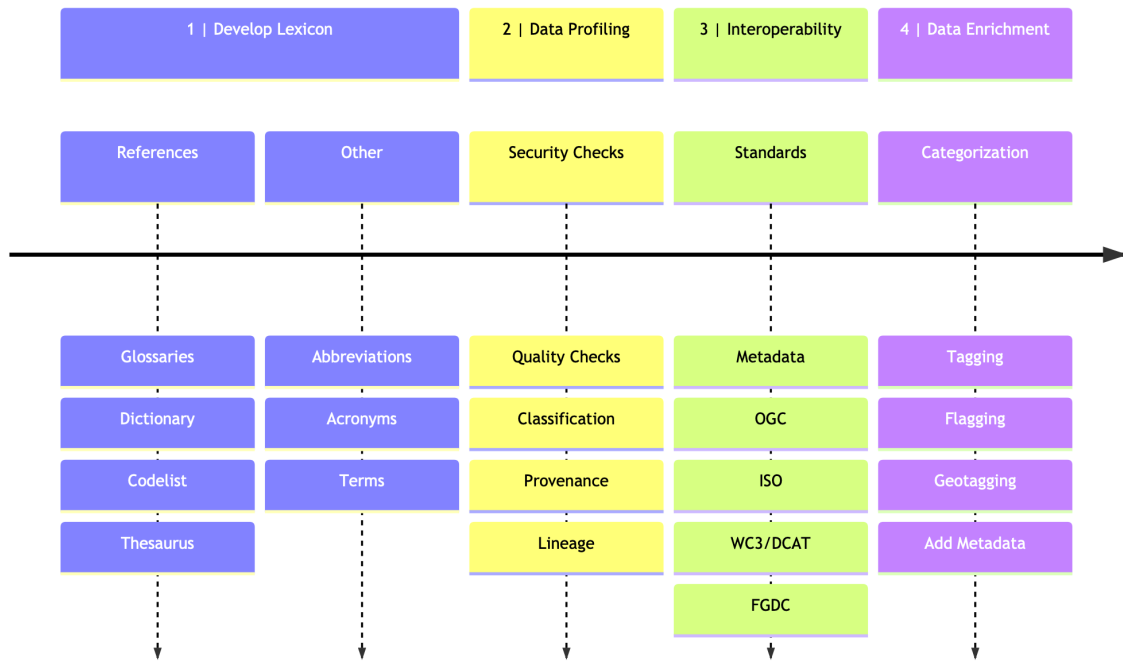 1 | Develop Lexicon
2 | Data Profiling
3 | Interoperability
4 | Data Enrichment
References
Other
Security Checks
Standards
Categorization
Glossaries
Abbreviations
Quality Checks
Metadata
Tagging
Dictionary
Acronyms
Classification
OGC
Flagging
Codelist
Terms
Provenance
ISO
Geotagging
Thesaurus
Lineage
WC3/DCAT
Add Metadata
FGDC